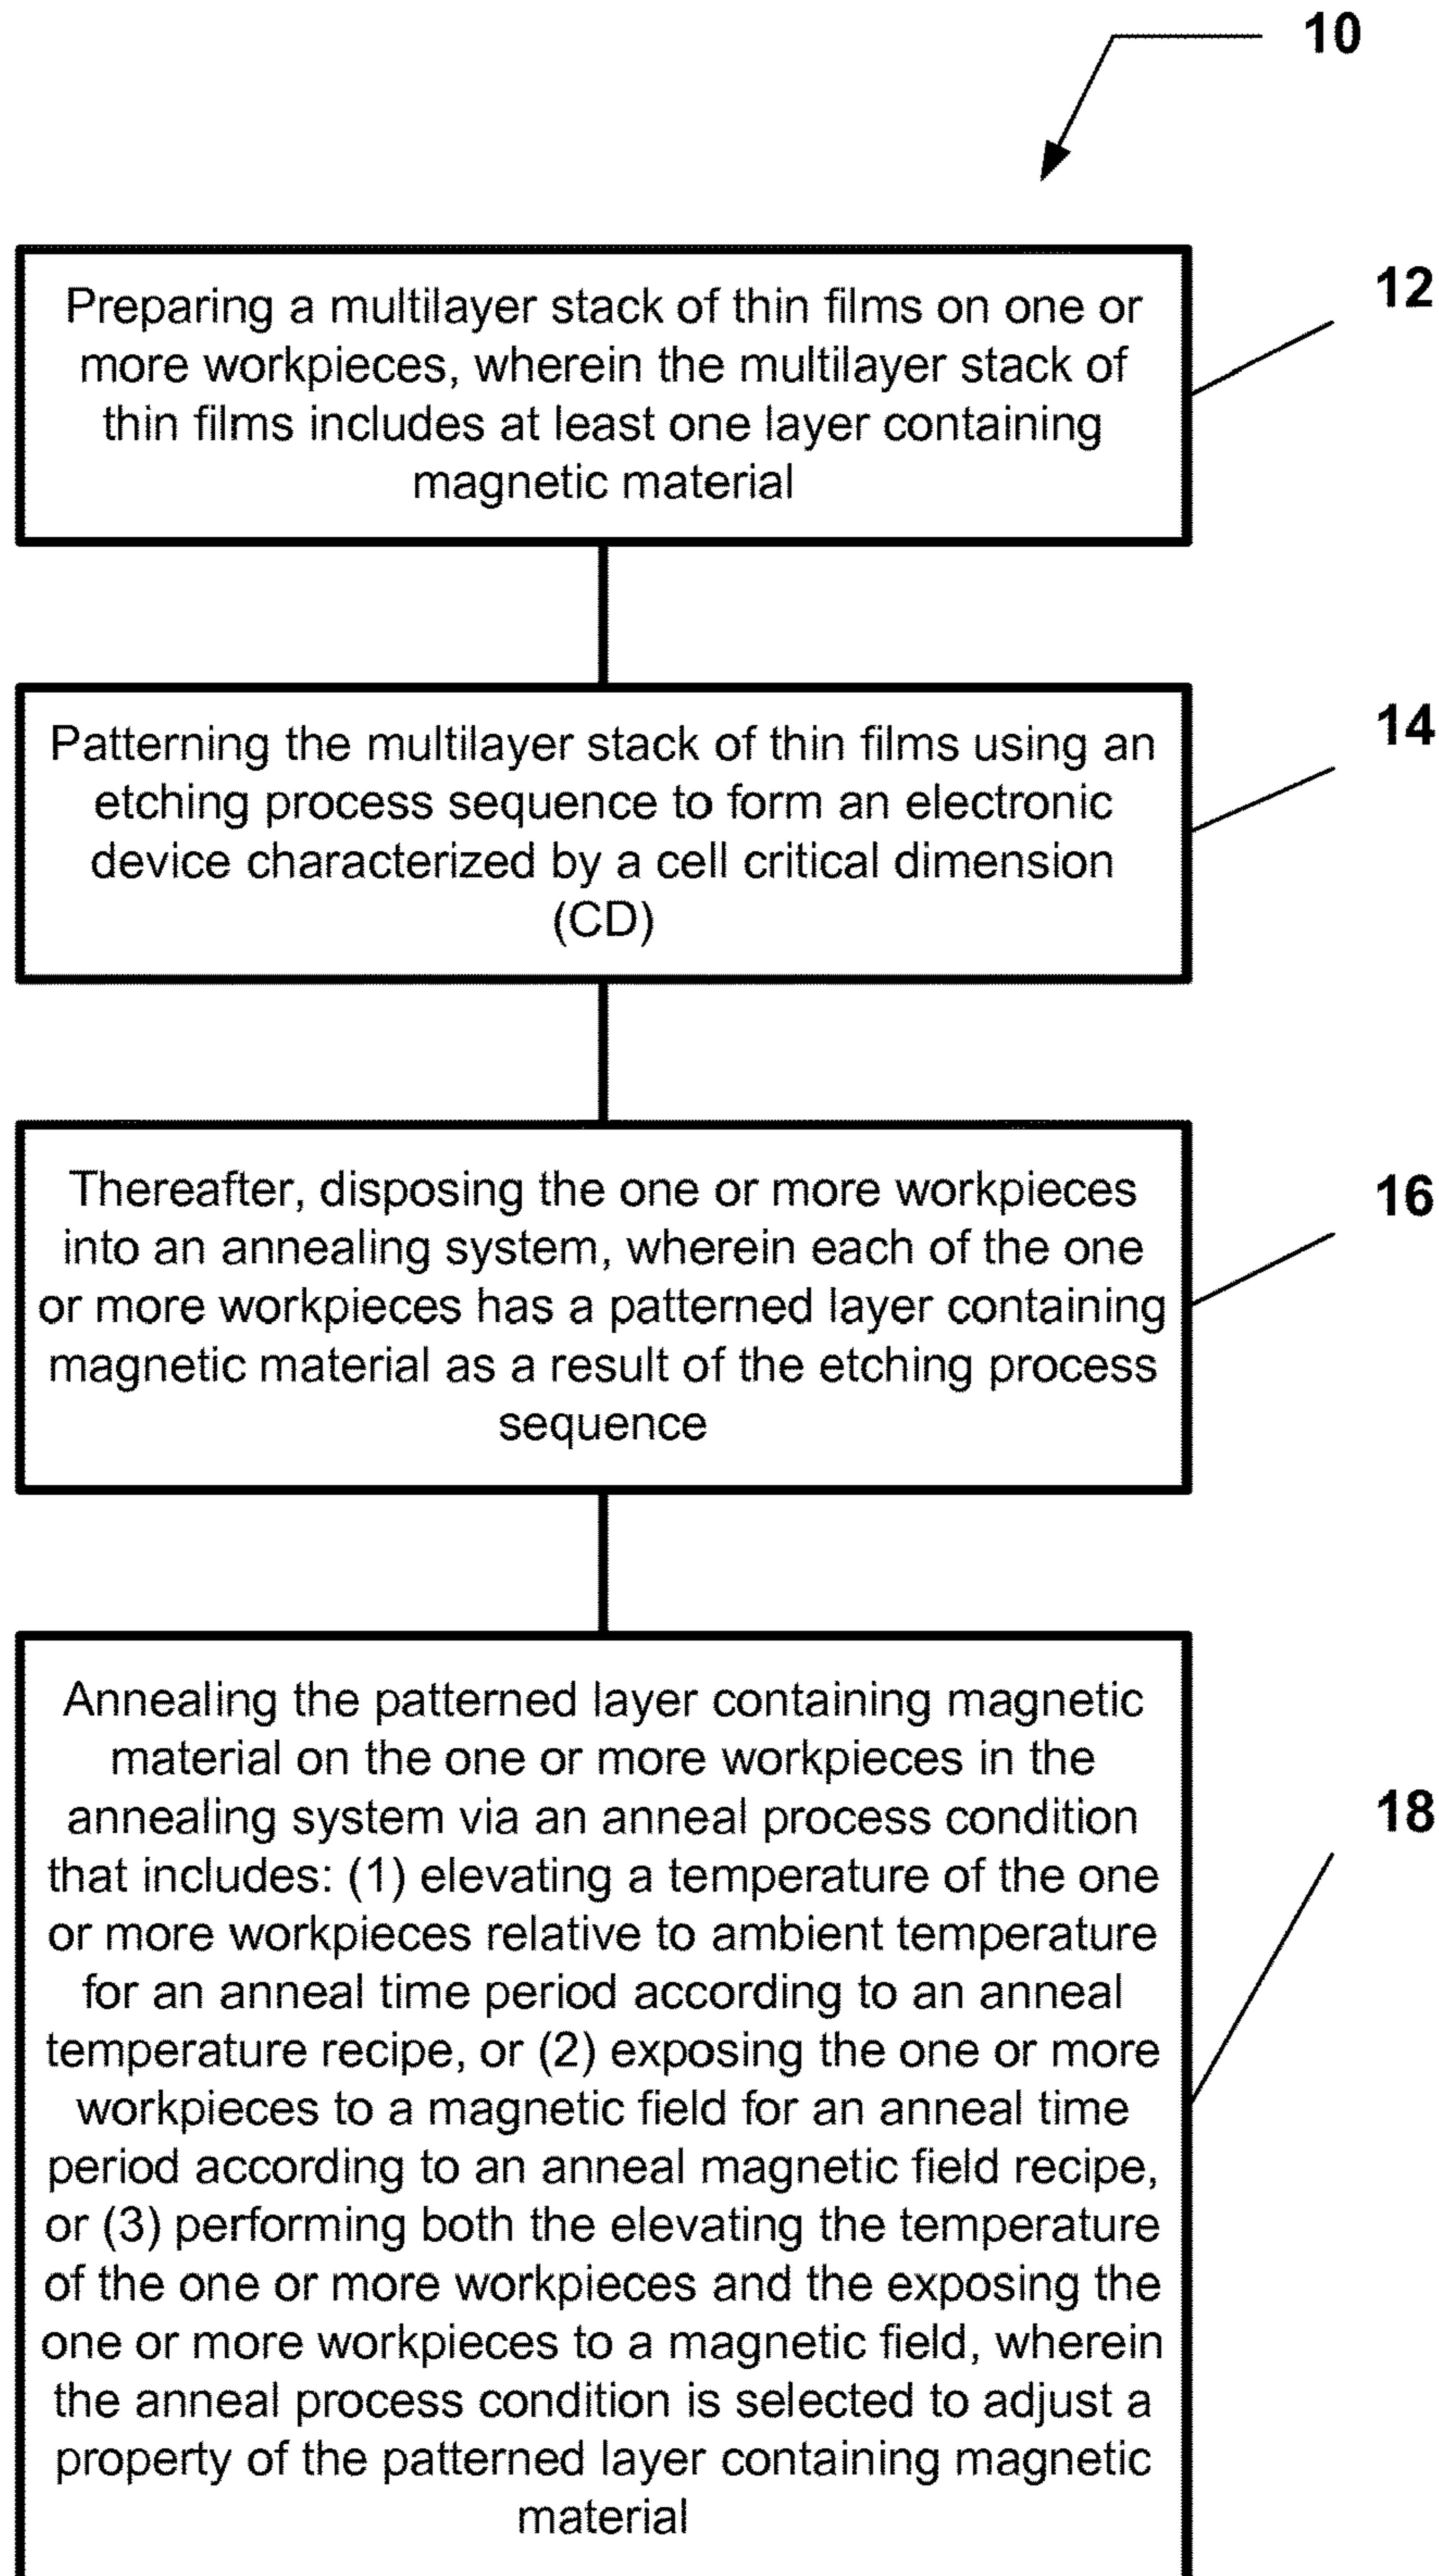 10
Preparing a multilayer stack of thin films on one or
more workpieces, wherein the multilayer stack of
thin films includes at least one layer containing
magnetic material
12
Patterning the multilayer stack of thin films using an
etching process sequence to form an electronic
device characterized by a cell critical dimension
(CD)
14
Thereafter, disposing the one or more workpieces
into an annealing system, wherein each of the one
or more workpieces has a patterned layer containing
magnetic material as a result of the etching process
sequence
16
Annealing the patterned layer containing magnetic
material on the one or more workpieces in the
annealing system via an anneal process condition
that includes: (1) elevating a temperature of the one
or more workpieces relative to ambient temperature
for an anneal time period according to an anneal
temperature recipe, or (2) exposing the one or more
workpieces to a magnetic field for an anneal time
period according to an anneal magnetic field recipe,
or (3) performing both the elevating the temperature
of the one or more workpieces and the exposing the
one or more workpieces to a magnetic field, wherein
the anneal process condition is selected to adjust a
property of the patterned layer containing magnetic
material
18